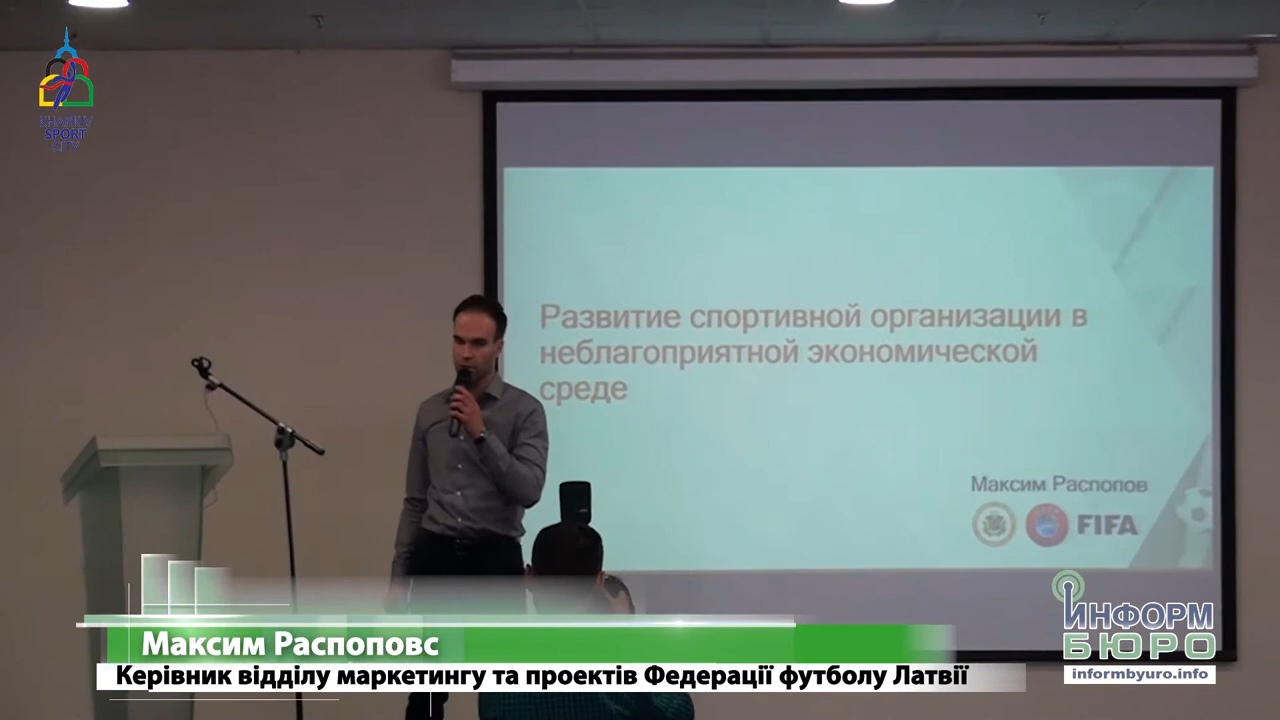 KHARKIV
SPORT
CITY
Развитие спортивной организации в
неблагоприятной экономической
среде
Максим Распопов
FIFA
Максим Распоповс
Керівник відділу маркетингу та проектів Федерації футболу Латвії
ИНФОРМ
БЮРО
informbyuro.info